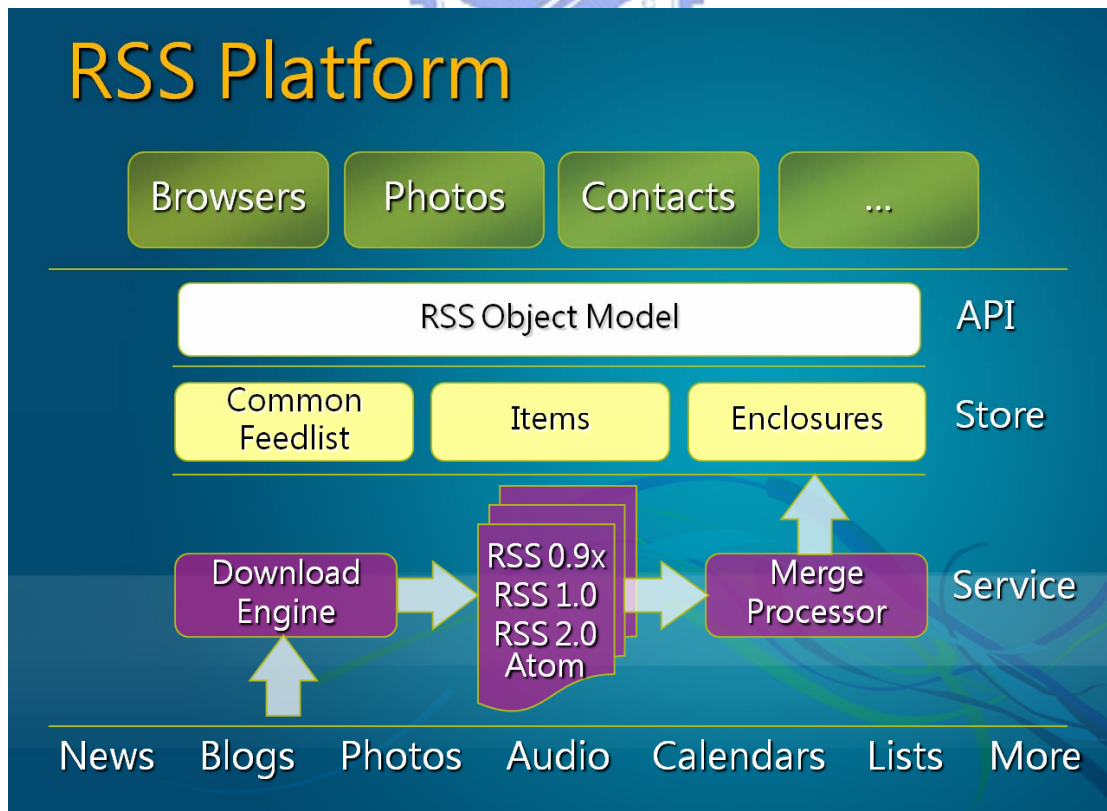 RSS Platform
Browsers Photos Contacts ...
RSS Object Model API
Common
Feedlist
Items
Enclosures
Store
Download
Engine
RSS 0.9x
RSS 1.0
RSS 2.0
Atom
Merge
Processor
Service
News Blogs Photos Audio Calendars Lists More